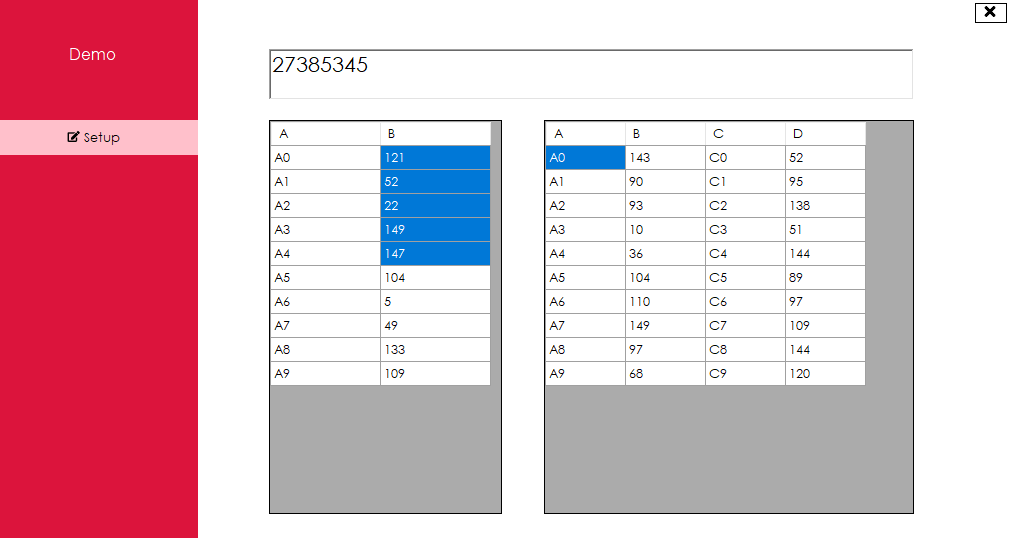 Demo
Setup
27385345
A B
A0 121
A1 52
A2 22
A3 149
A4 147
A5 104
A6 5
A7 49
A8 133
A9 109
A B C D
A0 143 C0 52
A1 90 C1 95
A2 93 C2 138
A3 10 C3 51
A4 36 C4 144
A5 104 C5 89
A6 110 C6 97
A7 149 C7 109
A8 97 C8 144
A9 68 C9 120